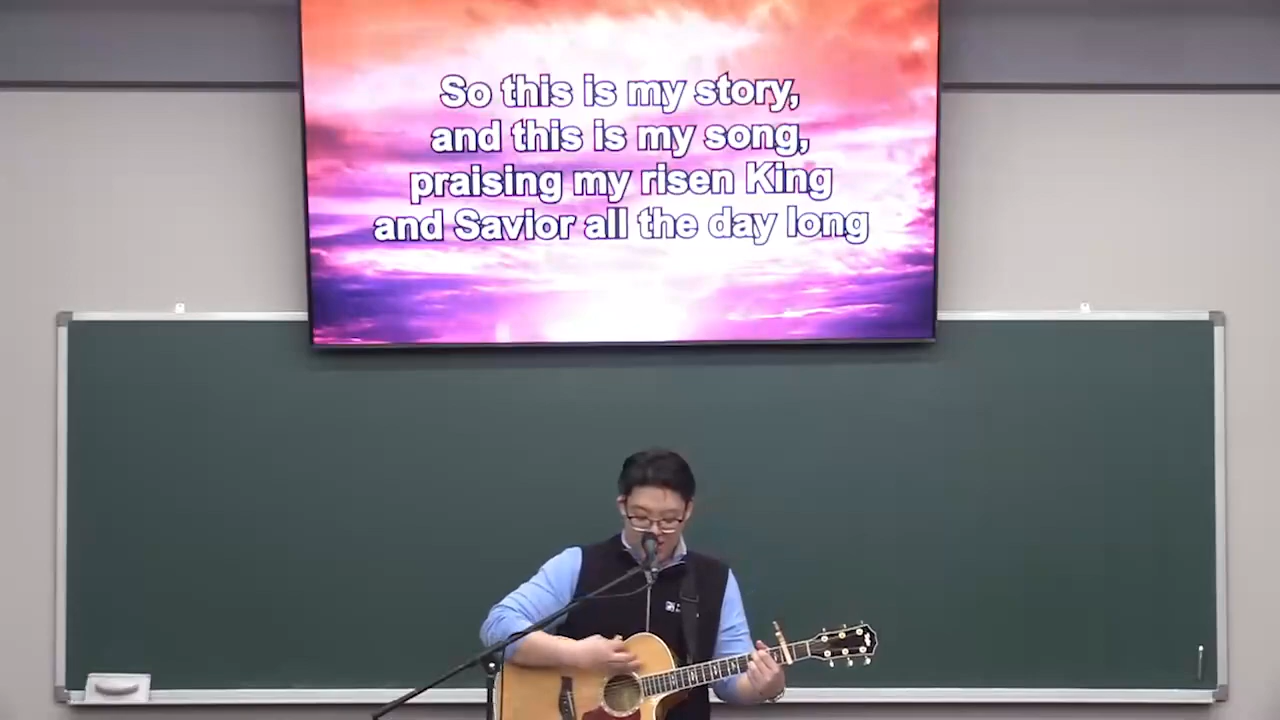 So this is my story,
and this is my song,
praising my risen King
and Savior all the day long